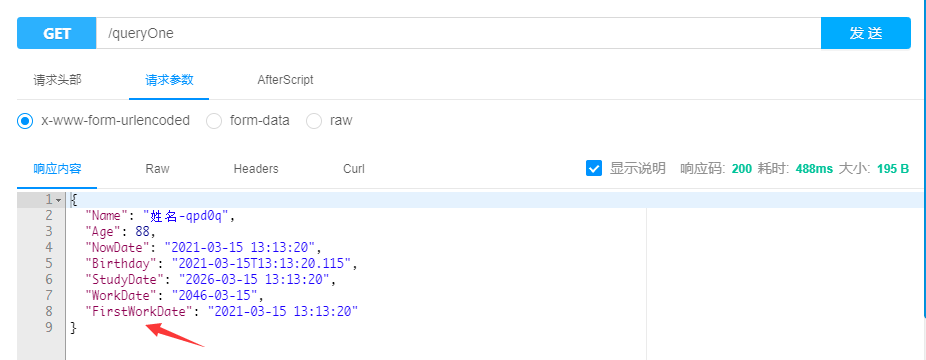 GET /queryOne 发 送
请求头部 请求参数 AfterScript
x-www-form-urlencoded form-data raw
响应内容 Raw Headers Curl 显示说明 响应码: 200 耗时: 488ms 大小: 195 B
1 {
2 "Name": "姓名-qpd0q",
3 "Age": 88,
4 "NowDate": "2021-03-15 13:13:20",
5 "Birthday": "2021-03-15T13:13:20.115",
6 "StudyDate": "2026-03-15 13:13:20",
7 "WorkDate": "2046-03-15",
8 "FirstWorkDate": "2021-03-15 13:13:20"
9 }